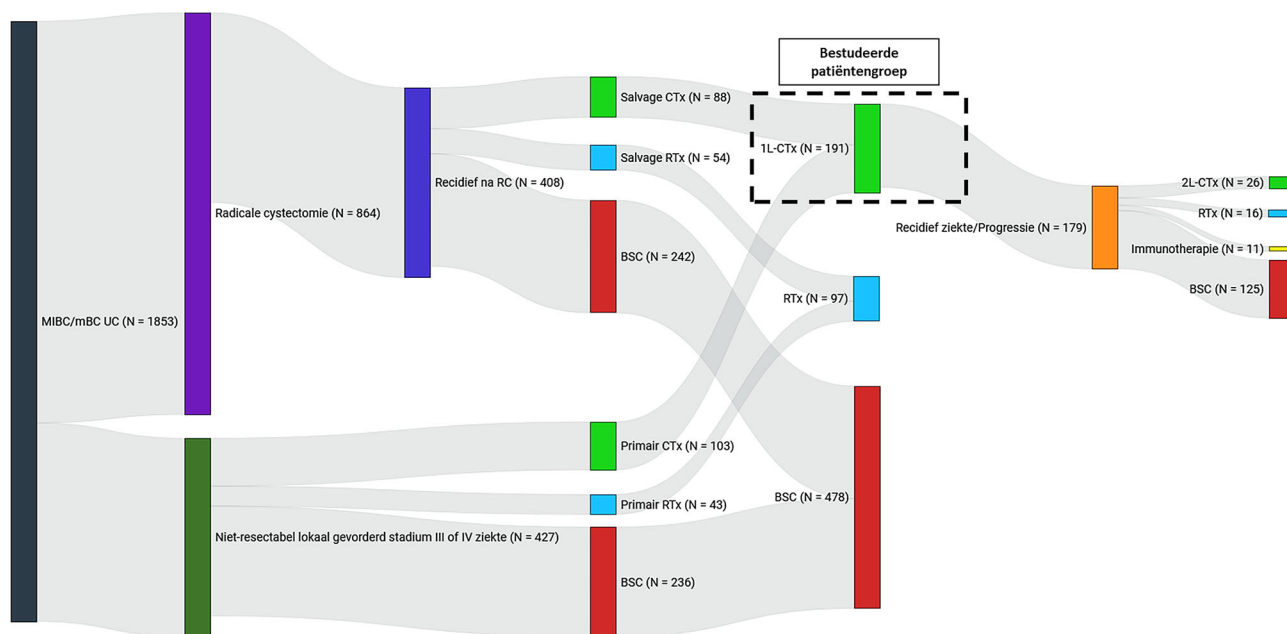 Bestudeerde
patiëntengroep
Salvage CTx (N = 88)
1L-CTx (N = 191)
Salvage RTx (N = 54)
Recidief na RC (N = 408)
2L-CTx (N = 26)
Radicale cystectomie (N = 864)
RTx (N = 16)
Recidief ziekte/Progressie (N = 179)
Immunotherapie (N = 11)
BSC (N = 242)
BSC (N = 125)
RTx (N = 97)
MIBC/mBC UC (N = 1853)
Primair CTx (N = 103)
BSC (N = 478)
Primair RTx (N = 43)
Niet-resectabel lokaal gevorderd stadium III of IV ziekte (N = 427)
BSC (N = 236)